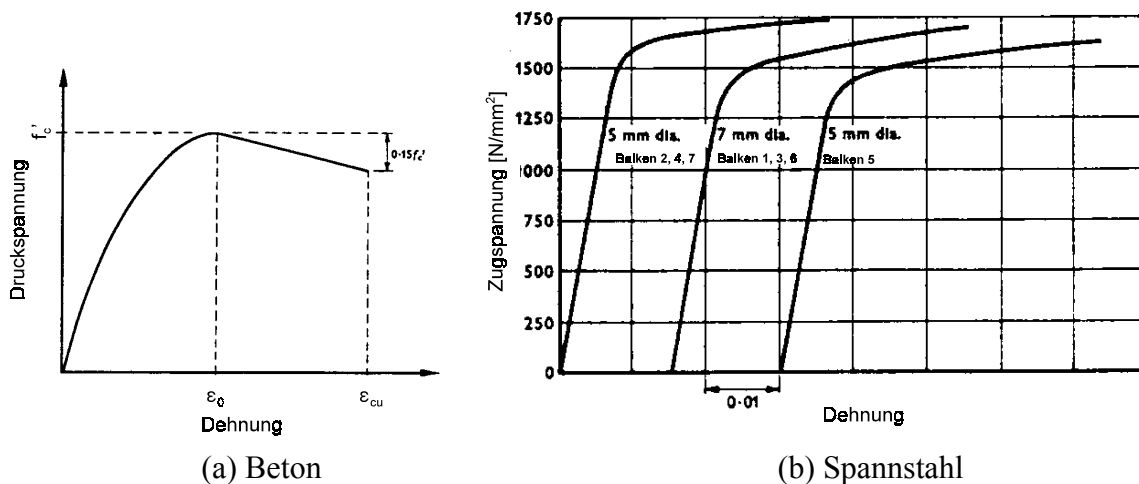 Druckspannung
f'c
0·15f'c
ε0
εcu
Dehnung
(a) Beton
Zugspannung [N/mm²]
1750
1500
1250
1000
750
500
250
0
5 mm dia.
Balken 2, 4, 7
7 mm dia.
Balken 1, 3, 6
5 mm dia.
Balken 5
0·01
Dehnung
(b) Spannstahl